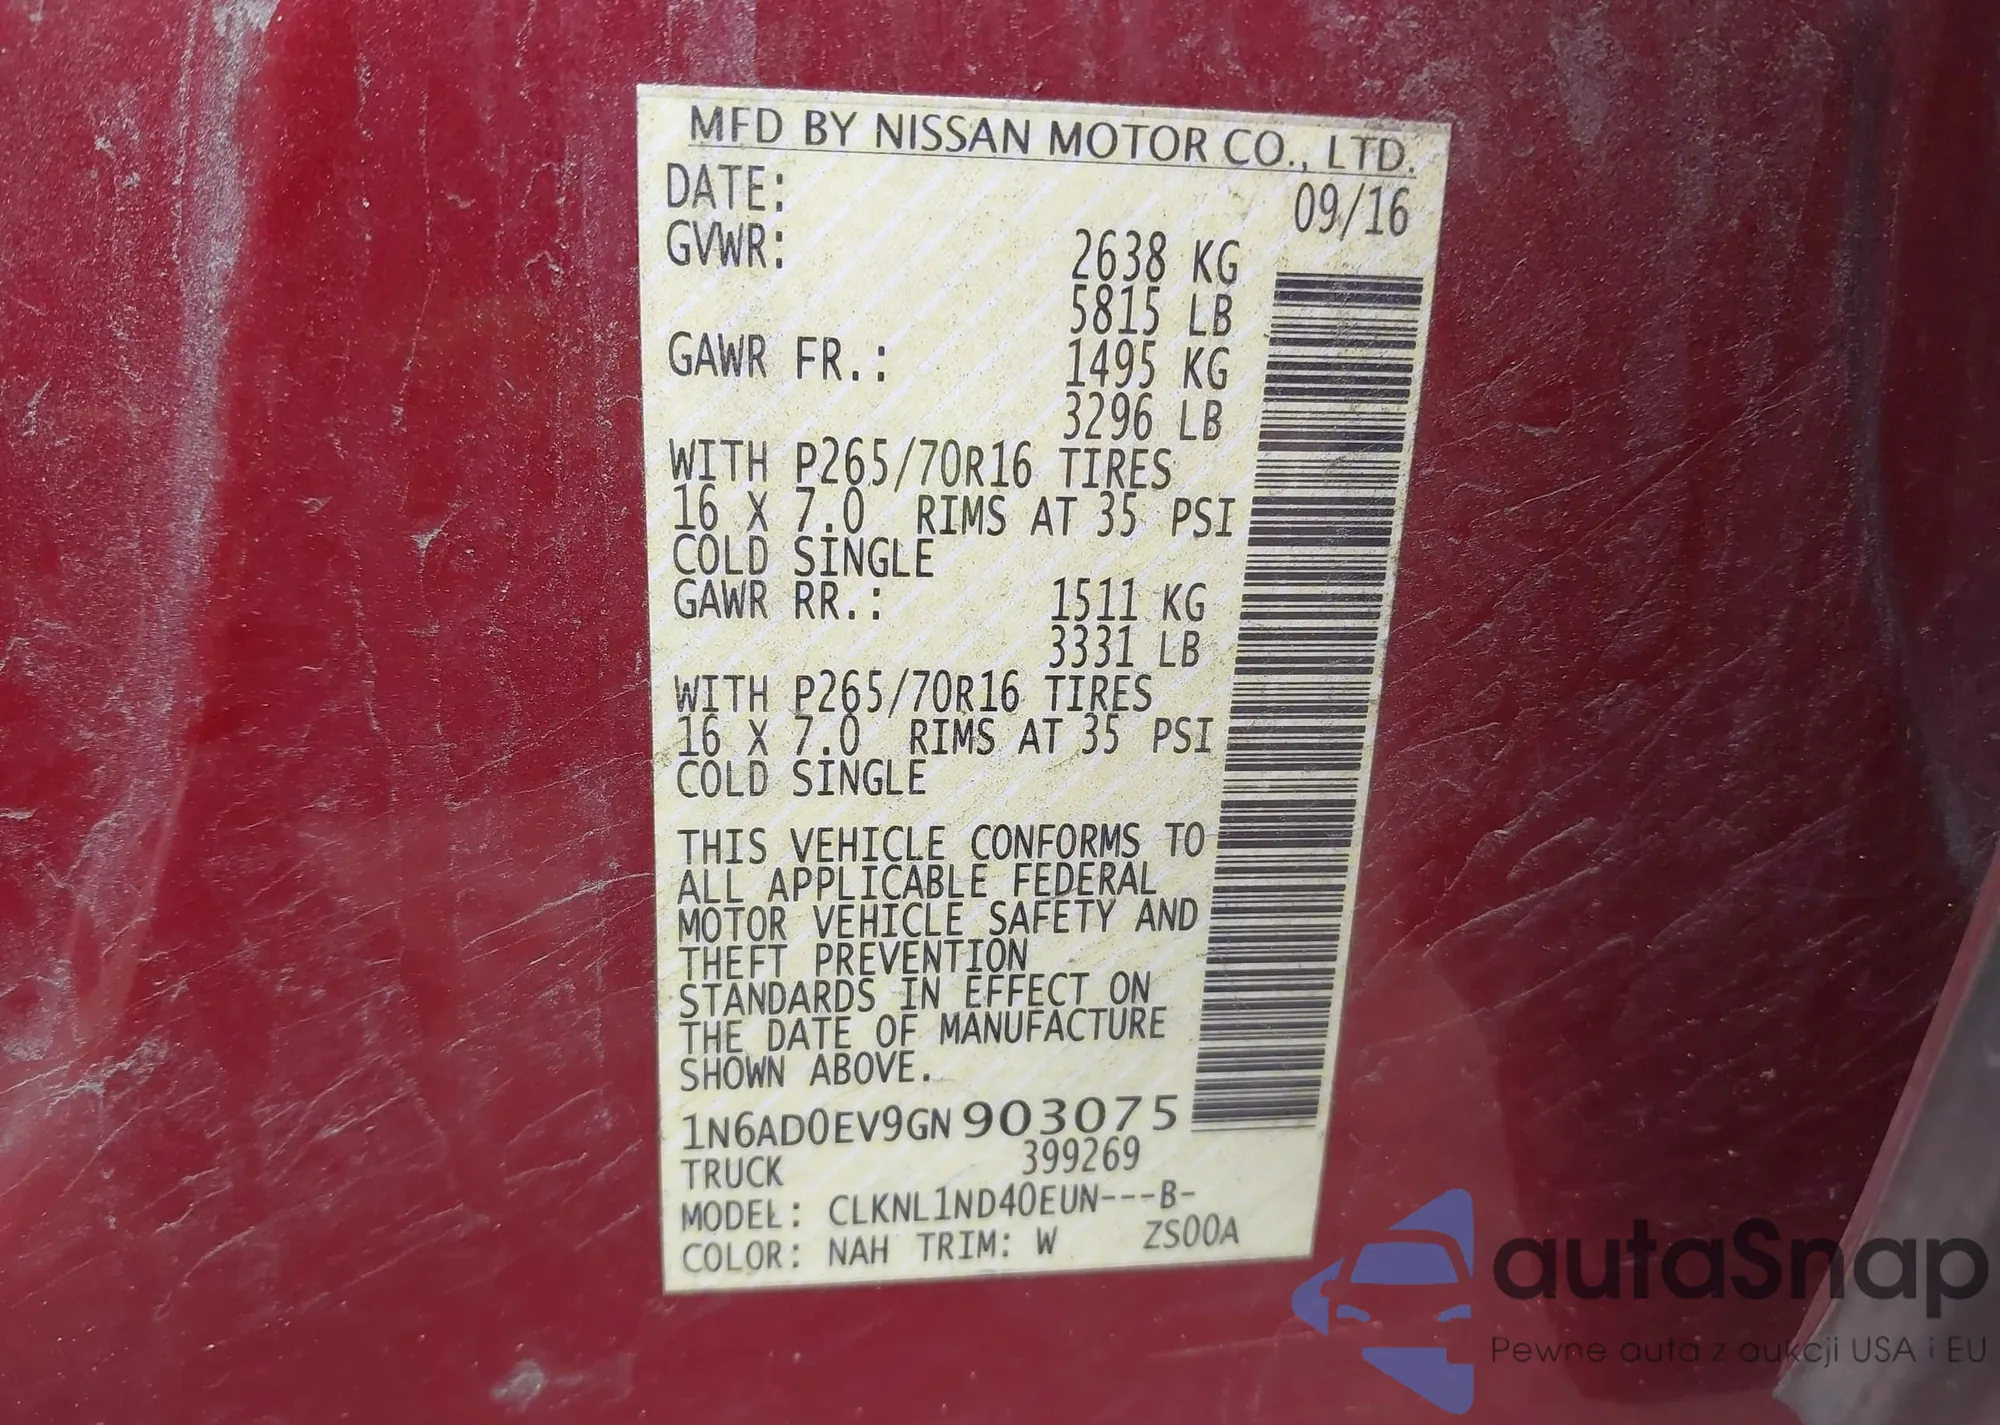 MFD BY NISSAN MOTOR CO., LTD.
DATE: 09/16
GVWR: 2638 KG
5815 LB
GAWR FR.: 1495 KG
3296 LB
WITH P265/70R16 TIRES
16 X 7.0 RIMS AT 35 PSI
COLD SINGLE
GAWR RR.: 1511 KG
3331 LB
WITH P265/70R16 TIRES
16 X 7.0 RIMS AT 35 PSI
COLD SINGLE
THIS VEHICLE CONFORMS TO
ALL APPLICABLE FEDERAL
MOTOR VEHICLE SAFETY AND
THEFT PREVENTION
STANDARDS IN EFFECT ON
THE DATE OF MANUFACTURE
SHOWN ABOVE.
1N6AD0EV9GN903075
TRUCK 399269
MODEL: CLKNL1ND40EUN---B-
COLOR: NAH TRIM: W ZS00A
autaSnap
Pewne auta z aukcji USA i EU